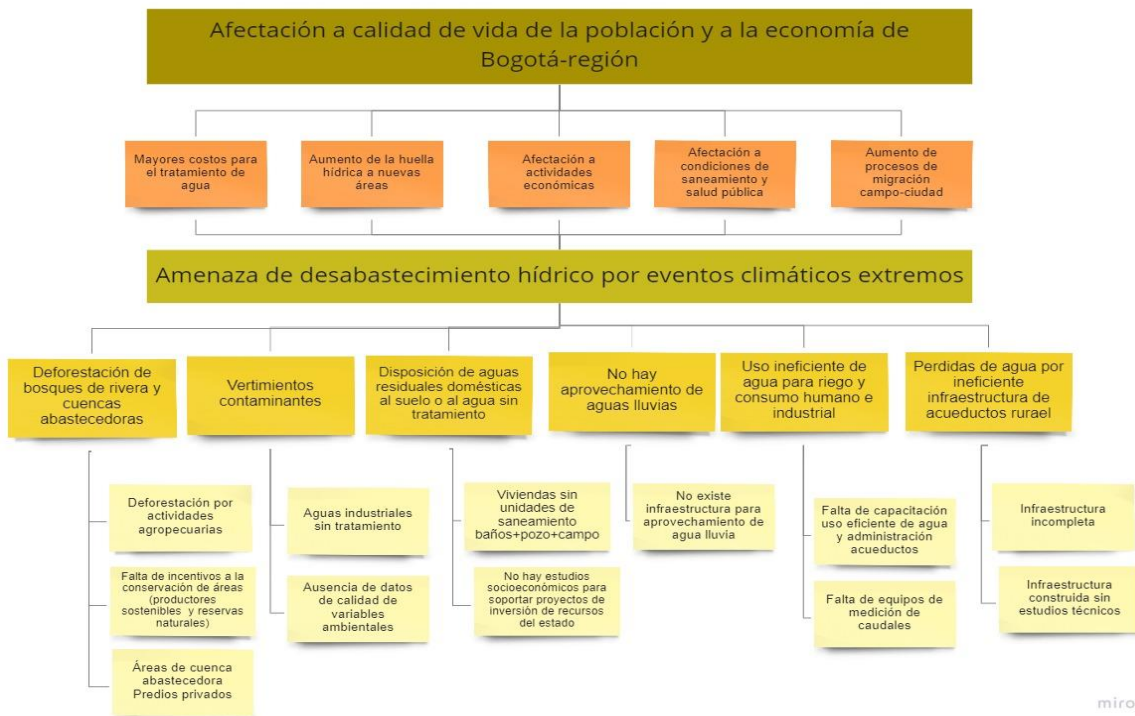 Afectación a calidad de vida de la población y a la economía de
Bogotá-región
Mayores costos para
el tratamiento de
agua
Aumento de la huella
hídrica a nuevas
áreas
Afectación a
actividades
económicas
Afectación a
condiciones de
saneamiento y
salud pública
Aumento de
procesos de
migración
campo-ciudad
Amenaza de desabastecimiento hídrico por eventos climáticos extremos
Deforestación de
bosques de rivera y
cuencas
abastecedoras
Vertimientos
contaminantes
Disposición de aguas
residuales domésticas
al suelo o al agua sin
tratamiento
No hay
aprovechamiento de
aguas lluvias
Uso ineficiente de
agua para riego y
consumo humano e
industrial
Perdidas de agua por
ineficiente
infraestructura de
acueductos rurael
Deforestación por
actividades
agropecuarias
Falta de incentivos a la
conservación de áreas
(productores
sostenibles y reservas
naturales)
Áreas de cuenca
abastecedora
Predios privados
Aguas industriales
sin tratamiento
Ausencia de datos
de calidad de
variables
ambientales
Viviendas sin
unidades de
saneamiento
baños+pozo+campo
No hay estudios
socioeconómicos para
soportar proyectos de
inversión de recursos
del estado
No existe
infraestructura para
aprovechamiento de
agua lluvia
Falta de capacitación
uso eficiente de agua
y administración
acueductos
Falta de equipos de
medición de
caudales
Infraestructura
incompleta
Infraestructura
construida sin
estudios técnicos
miro